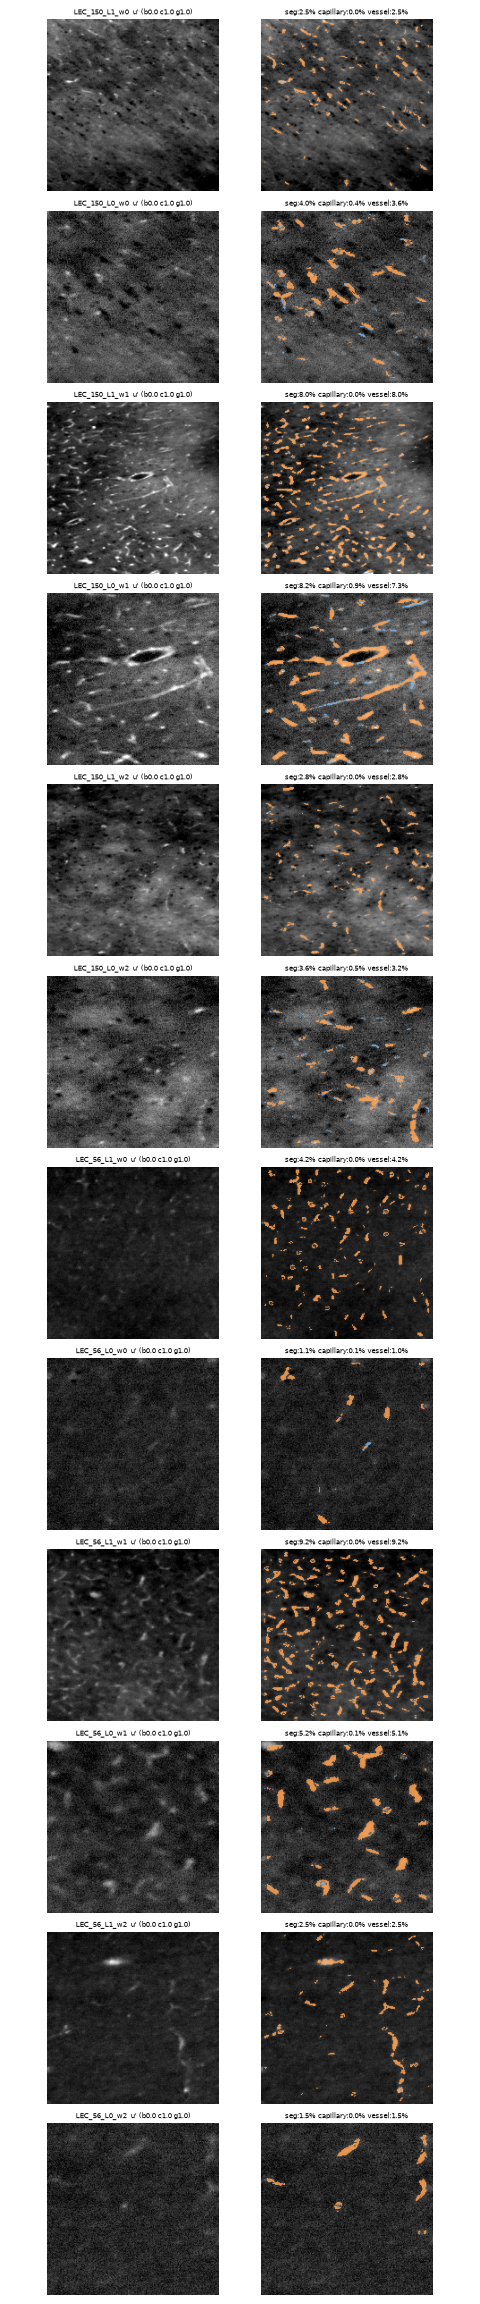 LEC_150_L1_w0 u' (b0.0 c1.0 g1.0)
seg:2.5% capillary:0.0% vessel:2.5%
LEC_150_L0_w0 u' (b0.0 c1.0 g1.0)
seg:4.0% capillary:0.4% vessel:3.6%
LEC_150_L1_w1 u' (b0.0 c1.0 g1.0)
seg:8.0% capillary:0.0% vessel:8.0%
LEC_150_L0_w1 u' (b0.0 c1.0 g1.0)
seg:8.2% capillary:0.9% vessel:7.3%
LEC_150_L1_w2 u' (b0.0 c1.0 g1.0)
seg:2.8% capillary:0.0% vessel:2.8%
LEC_150_L0_w2 u' (b0.0 c1.0 g1.0)
seg:3.6% capillary:0.5% vessel:3.2%
LEC_56_L1_w0 u' (b0.0 c1.0 g1.0)
seg:4.2% capillary:0.0% vessel:4.2%
LEC_56_L0_w0 u' (b0.0 c1.0 g1.0)
seg:1.1% capillary:0.1% vessel:1.0%
LEC_56_L1_w1 u' (b0.0 c1.0 g1.0)
seg:9.2% capillary:0.0% vessel:9.2%
LEC_56_L0_w1 u' (b0.0 c1.0 g1.0)
seg:5.2% capillary:0.1% vessel:5.1%
LEC_56_L1_w2 u' (b0.0 c1.0 g1.0)
seg:2.5% capillary:0.0% vessel:2.5%
LEC_56_L0_w2 u' (b0.0 c1.0 g1.0)
seg:1.5% capillary:0.0% vessel:1.5%